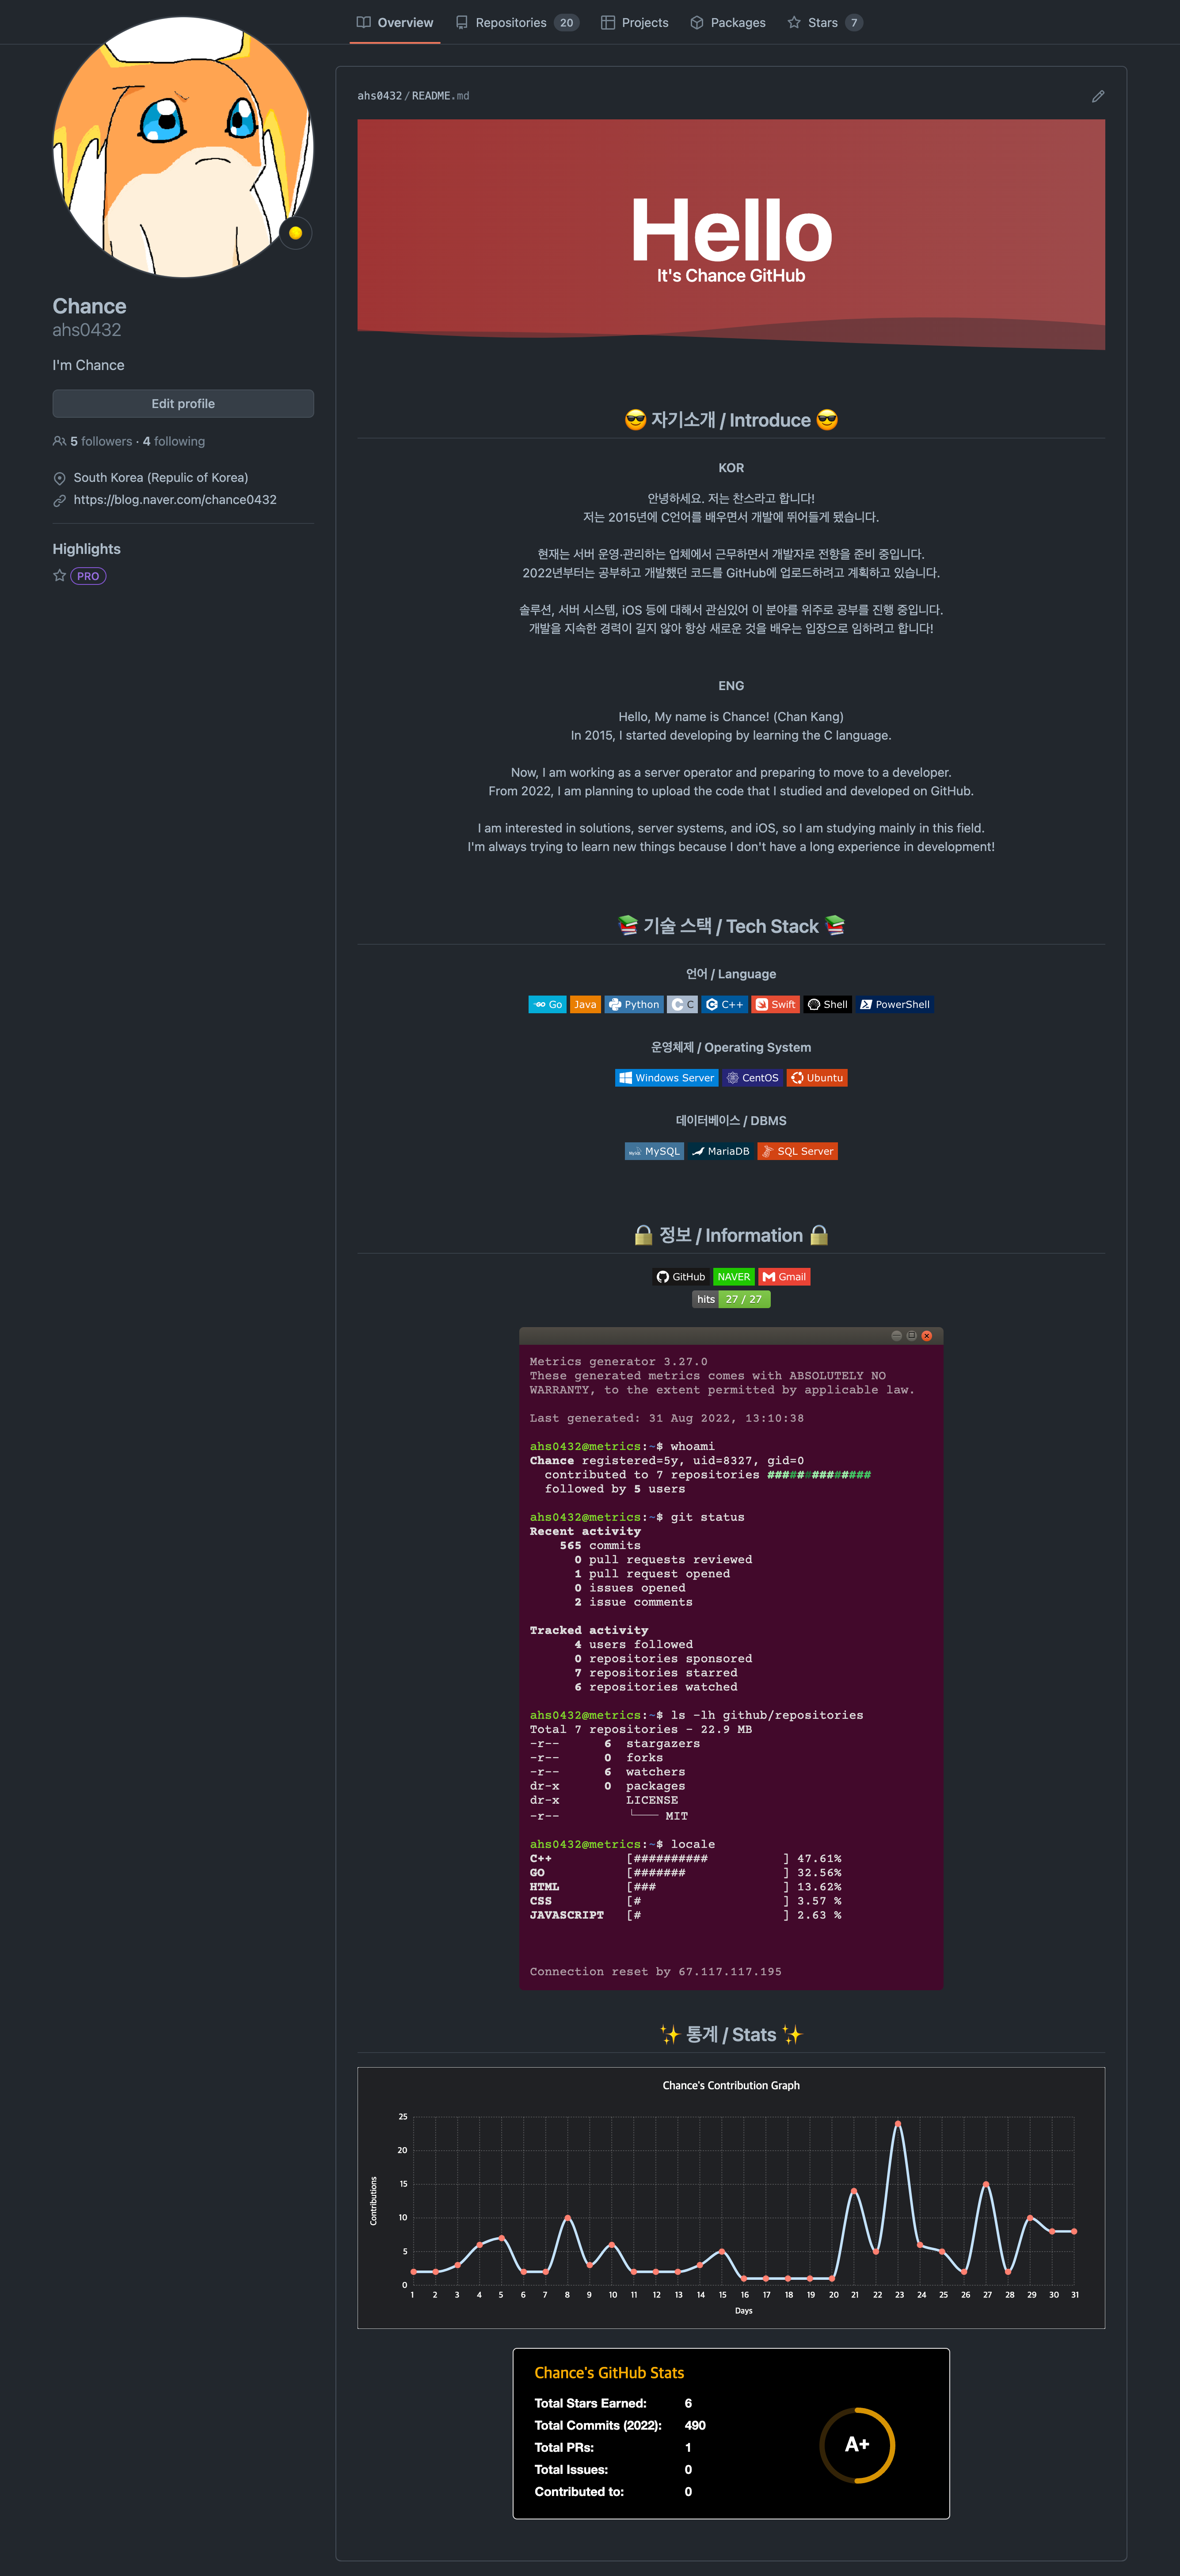 Overview
Repositories 20
Projects
Packages
Stars 7
Chance
ahs0432
I'm Chance
Edit profile
5 followers · 4 following
South Korea (Repulic of Korea)
https://blog.naver.com/chance0432
Highlights
PRO
ahs0432/README.md
Hello
It's Chance GitHub
😎 자기소개 / Introduce 😎
KOR
안녕하세요. 저는 찬스라고 합니다!
저는 2015년에 C언어를 배우면서 개발에 뛰어들게 됐습니다.
현재는 서버 운영·관리하는 업체에서 근무하면서 개발자로 전향을 준비 중입니다.
2022년부터는 공부하고 개발했던 코드를 GitHub에 업로드하려고 계획하고 있습니다.
솔루션, 서버 시스템, iOS 등에 대해서 관심있어 이 분야를 위주로 공부를 진행 중입니다.
개발을 지속한 경력이 길지 않아 항상 새로운 것을 배우는 입장으로 임하려고 합니다!
ENG
Hello, My name is Chance! (Chan Kang)
In 2015, I started developing by learning the C language.
Now, I am working as a server operator and preparing to move to a developer.
From 2022, I am planning to upload the code that I studied and developed on GitHub.
I am interested in solutions, server systems, and iOS, so I am studying mainly in this field.
I'm always trying to learn new things because I don't have a long experience in development!
📚 기술 스택 / Tech Stack 📚
언어 / Language
Go Java Python C C++ Swift Shell PowerShell
운영체제 / Operating System
Windows Server CentOS Ubuntu
데이터베이스 / DBMS
MySQL MariaDB SQL Server
🔒 정보 / Information 🔒
GitHub NAVER Gmail
hits 27 / 27
Metrics generator 3.27.0
These generated metrics comes with ABSOLUTELY NO
WARRANTY, to the extent permitted by applicable law.
Last generated: 31 Aug 2022, 13:10:38
ahs0432@metrics:~$ whoami
Chance registered=5y, uid=8327, gid=0
contributed to 7 repositories ##############
followed by 5 users
ahs0432@metrics:~$ git status
Recent activity
565 commits
0 pull requests reviewed
1 pull request opened
0 issues opened
2 issue comments
Tracked activity
4 users followed
0 repositories sponsored
7 repositories starred
6 repositories watched
ahs0432@metrics:~$ ls -lh github/repositories
Total 7 repositories - 22.9 MB
-r-- 6 stargazers
-r-- 0 forks
-r-- 6 watchers
dr-x 0 packages
dr-x LICENSE
-r-- └── MIT
ahs0432@metrics:~$ locale
C++ [########## ] 47.61%
GO [####### ] 32.56%
HTML [### ] 13.62%
CSS [# ] 3.57 %
JAVASCRIPT [# ] 2.63 %
Connection reset by 67.117.117.195
✨ 통계 / Stats ✨
Chance's Contribution Graph
25
20
15
10
5
0
Contributions
1 2 3 4 5 6 7 8 9 10 11 12 13 14 15 16 17 18 19 20 21 22 23 24 25 26 27 28 29 30 31
Days
Chance's GitHub Stats
Total Stars Earned: 6
Total Commits (2022): 490
Total PRs: 1
Total Issues: 0
Contributed to: 0
A+